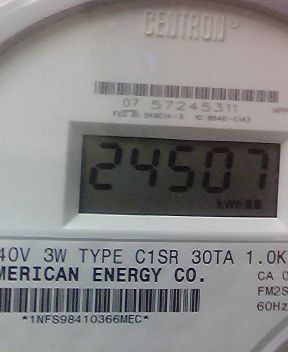 CENTRON®
07 57245311
24507
kWh
40V 3W TYPE C1SR 30TA 1.0K
MERICAN ENERGY CO.
CA 0
FM2S
60Hz
*1NFS98410366MEC*